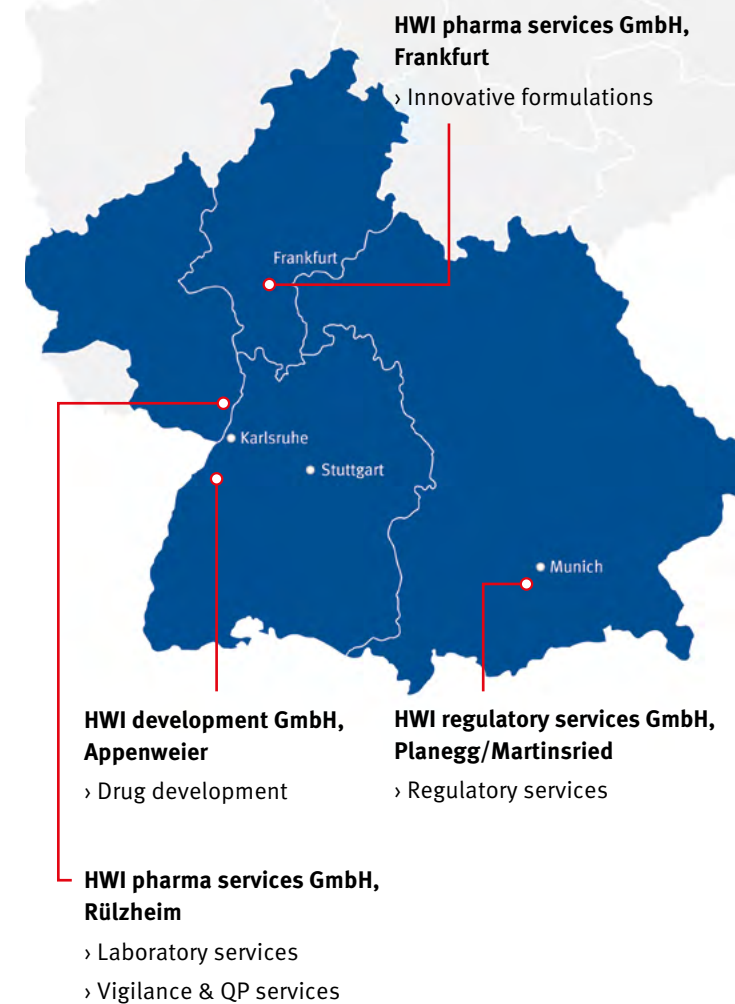 HWI pharma services GmbH,
Frankfurt
› Innovative formulations
Frankfurt
Karlsruhe
Stuttgart
Munich
HWI development GmbH,
Appenweier
› Drug development
HWI regulatory services GmbH,
Planegg/Martinsried
› Regulatory services
HWI pharma services GmbH,
Rülzheim
› Laboratory services
› Vigilance & QP services